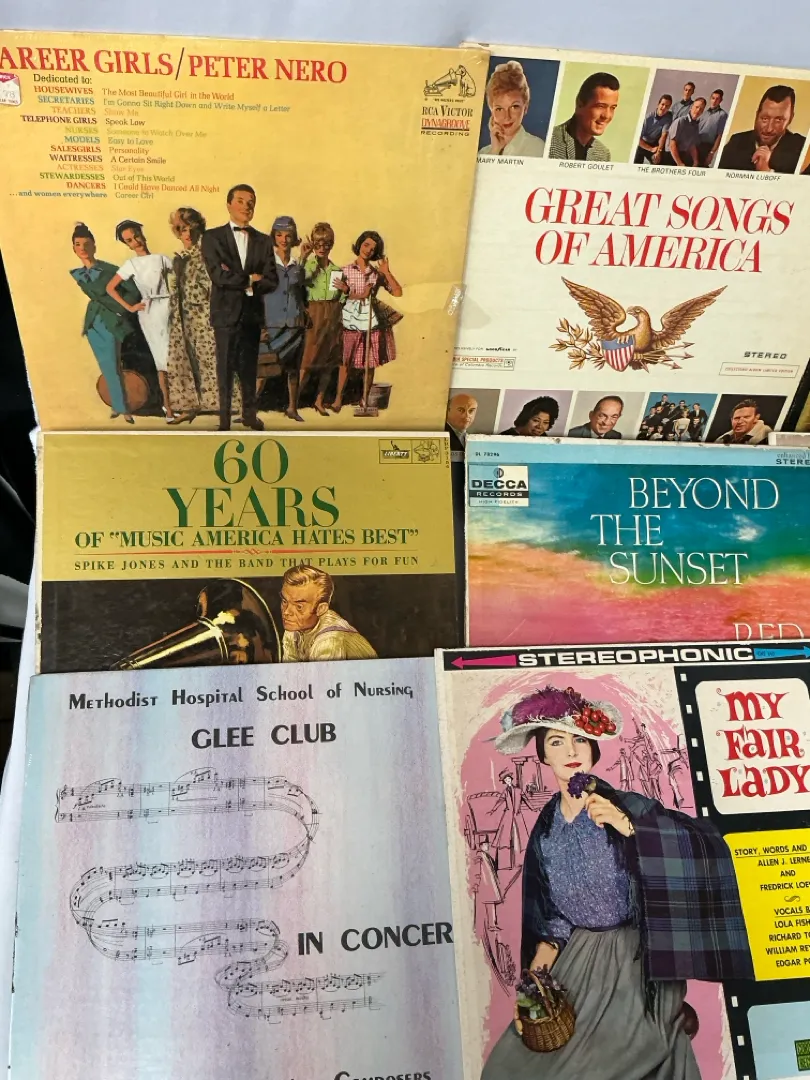 AREER GIRLS/PETER NERO
Dedicated to:
HOUSEWIVES The Most Beautiful Girl in the World
SECRETARIES I'm Gonna Sit Right Down and Write Myself a Letter
TEACHERS Show Me
TELEPHONE GIRLS Speak Low
NURSES Someone to Watch Over Me
MODELS Easy to Love
SALESGIRLS Personality
WAITRESSES A Certain Smile
ACTRESSES Star Eyes
STEWARDESSES Out of This World
DANCERS I Could Have Danced All Night
...and women everywhere Career Girl
RCA VICTOR
DYNAGROOVE
RECORDING
MARY MARTIN
ROBERT GOULET
THE BROTHERS FOUR
NORMAN LUBOFF
GREAT SONGS
OF AMERICA
STEREO
60
YEARS
OF "MUSIC AMERICA HATES BEST"
SPIKE JONES AND THE BAND THAT PLAYS FOR FUN
LIBERTY
DECCA
RECORDS
HIGH FIDELITY
STERE
BEYOND
THE
SUNSET
RED
Methodist Hospital School of Nursing
GLEE CLUB
IN CONCER
Composers
STEREOPHONIC
MY
FAIR
LADY
STORY, WORDS AND
ALLEN J. LERNE
AND
FREDRICK LOE
VOCALS B
LOLA FISH
RICHARD T
WILLIAM RE
EDGAR P